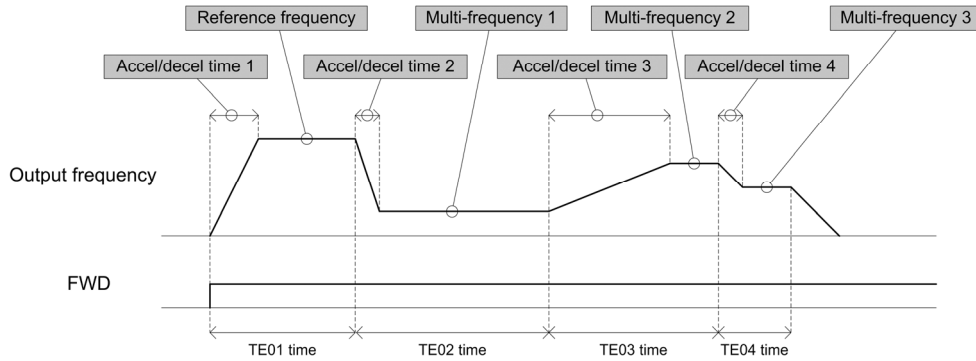 Reference frequency
Multi-frequency 1
Multi-frequency 2
Multi-frequency 3
Accel/decel time 1
Accel/decel time 2
Accel/decel time 3
Accel/decel time 4
Output frequency
FWD
TE01 time
TE02 time
TE03 time
TE04 time